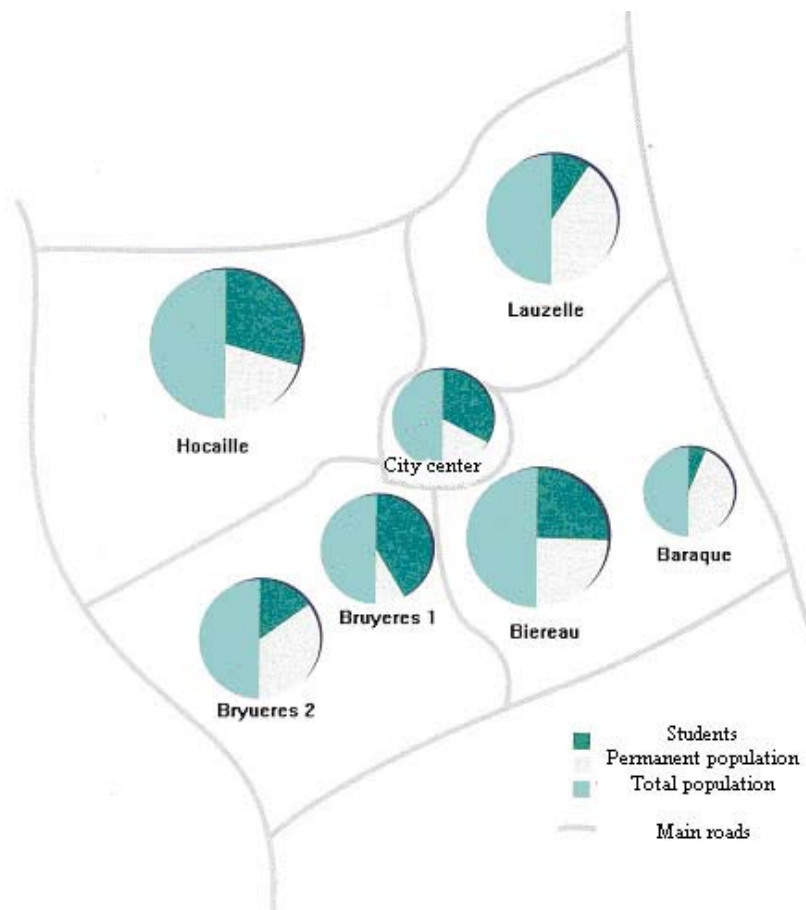 Lauzelle
Hocaille
City center
Baraque
Bruyeres 1
Biereau
Bryueres 2
Students
Permanent population
Total population
Main roads